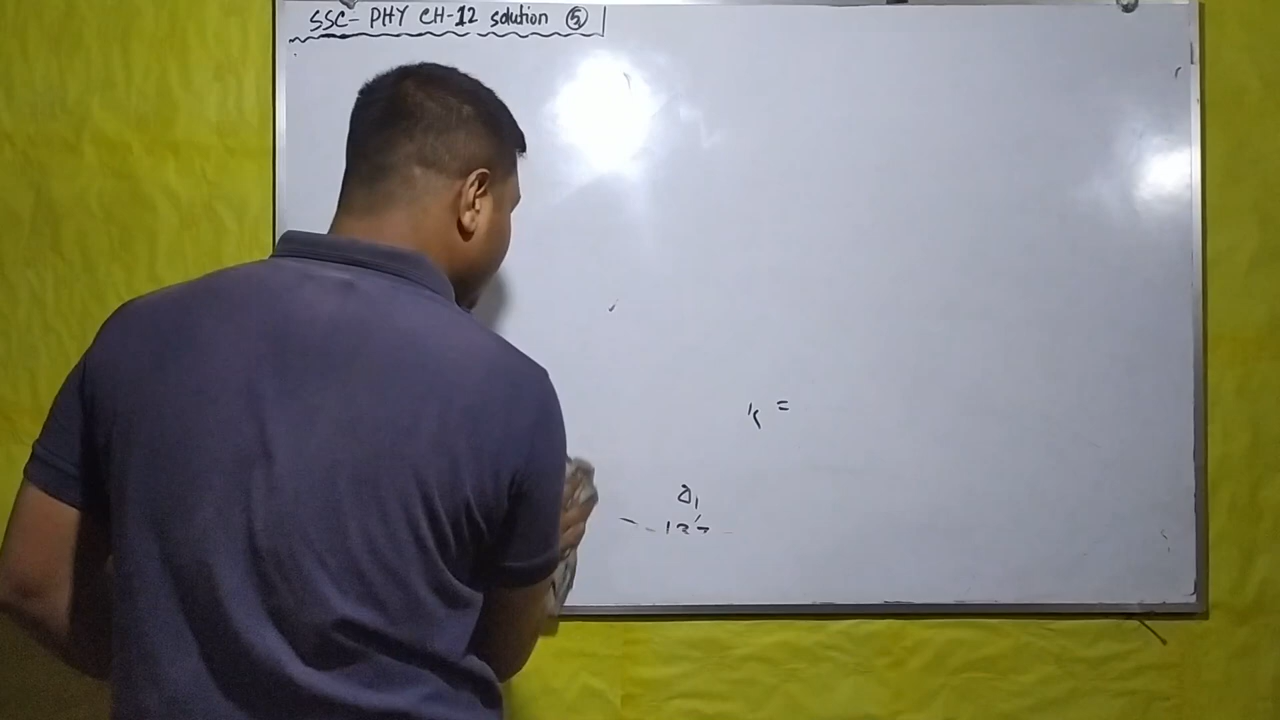 SSC- PHY CH-12 solution ⑤
=